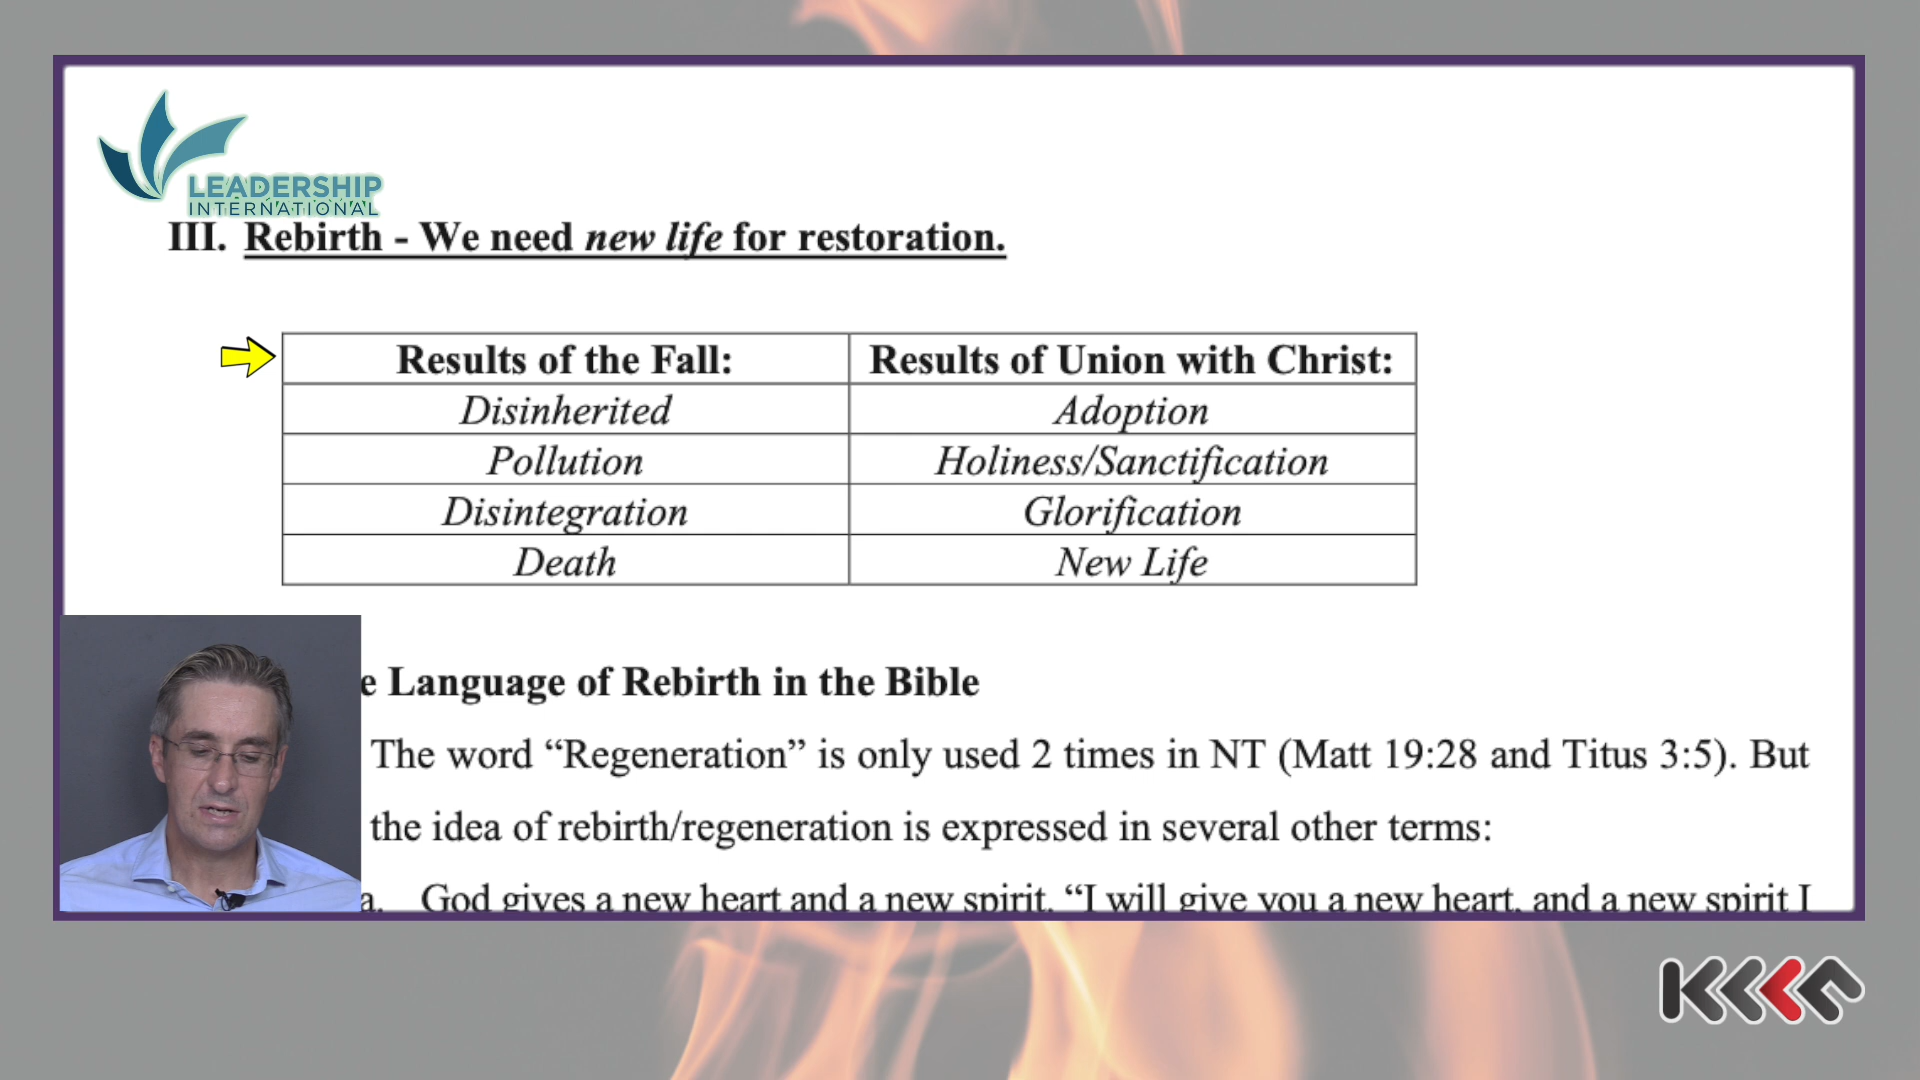 LEADERSHIP
INTERNATIONAL
III. Rebirth - We need new life for restoration.
Results of the Fall: Results of Union with Christ:
Disinherited Adoption
Pollution Holiness/Sanctification
Disintegration Glorification
Death New Life
e Language of Rebirth in the Bible
The word “Regeneration” is only used 2 times in NT (Matt 19:28 and Titus 3:5). But
the idea of rebirth/regeneration is expressed in several other terms:
a. God gives a new heart and a new spirit. “I will give you a new heart, and a new spirit I